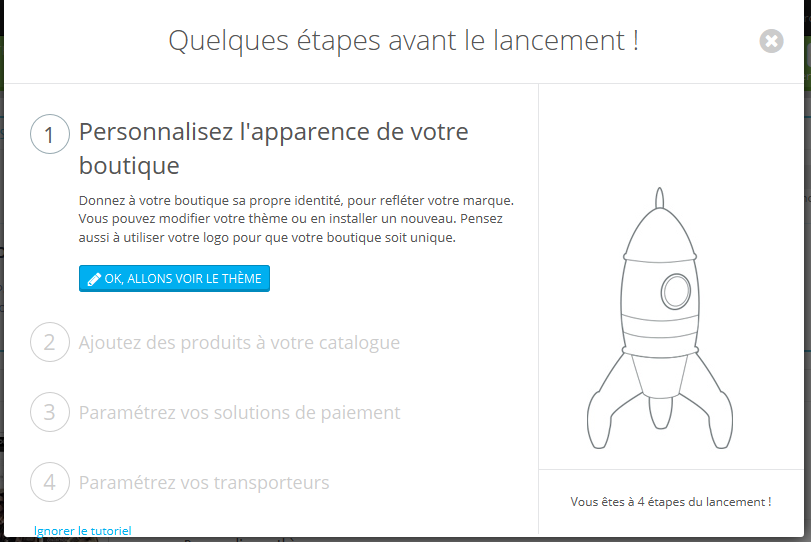 Quelques étapes avant le lancement !
1
Personnalisez l'apparence de votre
boutique
Donnez à votre boutique sa propre identité, pour refléter votre marque.
Vous pouvez modifier votre thème ou en installer un nouveau. Pensez
aussi à utiliser votre logo pour que votre boutique soit unique.
OK, ALLONS VOIR LE THÈME
2 Ajoutez des produits à votre catalogue
3 Paramétrez vos solutions de paiement
4 Paramétrez vos transporteurs
Ignorer le tutoriel
Vous êtes à 4 étapes du lancement !